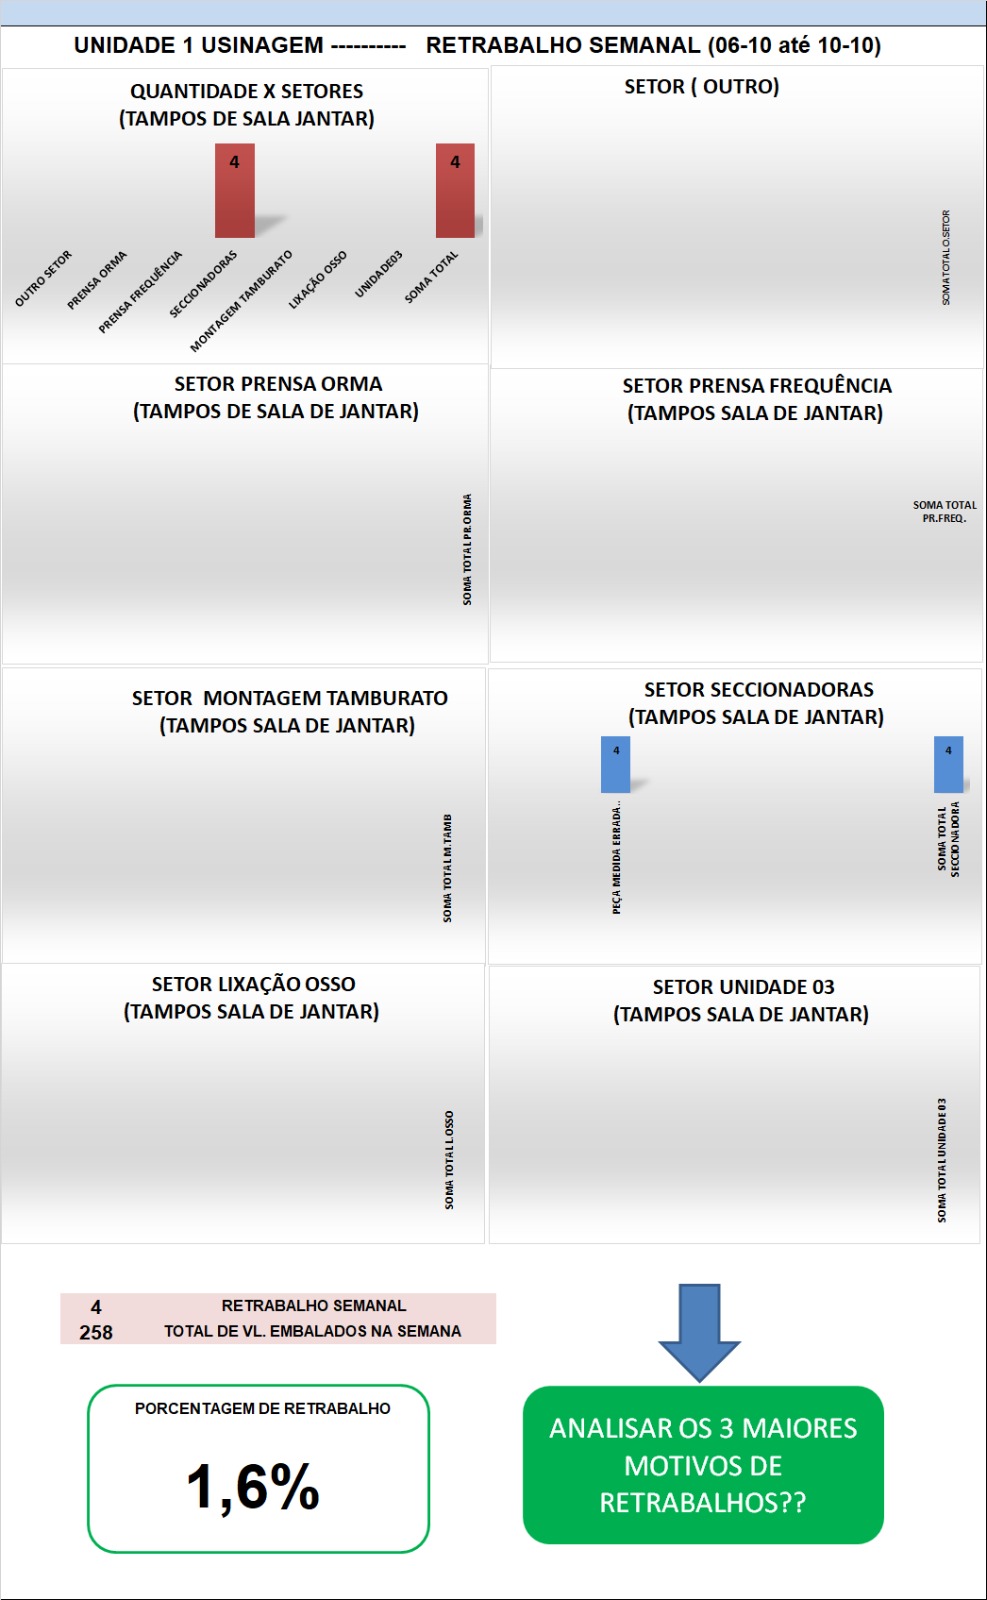 UNIDADE 1 USINAGEM ---------- RETRABALHO SEMANAL (06-10 até 10-10)
QUANTIDADE X SETORES
(TAMPOS DE SALA JANTAR)
4
4
OUTRO SETOR
PRENSA ORMA
PRENSA FREQUÊNCIA
SECCIONADORAS
MONTAGEM TAMBURATO
LIXAÇÃO OSSO
UNIDADE03
SOMA TOTAL
SETOR ( OUTRO)
SOMA TOTAL O.SETOR
SETOR PRENSA ORMA
(TAMPOS DE SALA DE JANTAR)
SOMA TOTAL PR.ORMA
SETOR PRENSA FREQUÊNCIA
(TAMPOS SALA DE JANTAR)
SOMA TOTAL
PR.FREQ.
SETOR MONTAGEM TAMBURATO
(TAMPOS SALA DE JANTAR)
SOMA TOTAL M.TAMB
SETOR SECCIONADORAS
(TAMPOS SALA DE JANTAR)
4
4
PEÇA MEDIDA ERRADA..
SOMA TOTAL
SECCIONADORA
SETOR LIXAÇÃO OSSO
(TAMPOS SALA DE JANTAR)
SOMA TOTAL L.OSSO
SETOR UNIDADE 03
(TAMPOS SALA DE JANTAR)
SOMA TOTAL UNIDADE 03
4 RETRABALHO SEMANAL
258 TOTAL DE VL. EMBALADOS NA SEMANA
PORCENTAGEM DE RETRABALHO
1,6%
ANALISAR OS 3 MAIORES
MOTIVOS DE
RETRABALHOS??